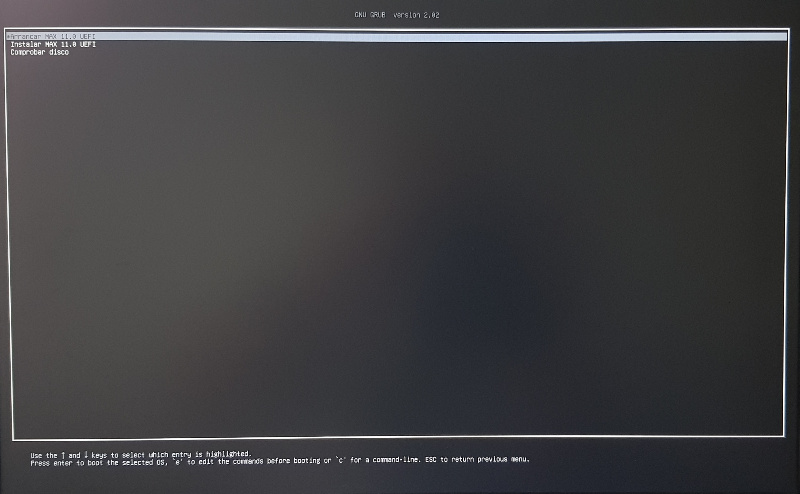 GNU GRUB  version 2.02
*Arrancar MAX 11.0 UEFI
Instalar MAX 11.0 UEFI
Comprobar disco
Use the ↑ and ↓ keys to select which entry is highlighted.
Press enter to boot the selected OS, `e' to edit the commands before booting or `c' for a command-line. ESC to return previous menu.